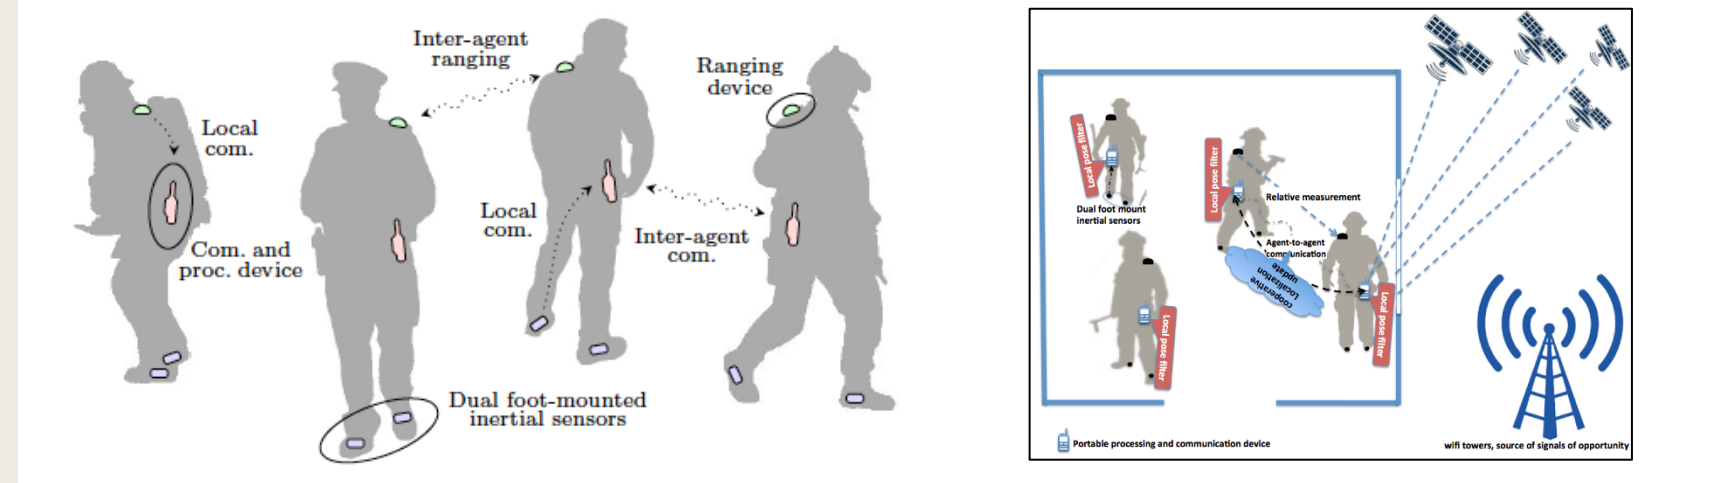 Inter-agent
ranging
Ranging
device
Local
com.
Local
com.
Inter-agent
com.
Com. and
proc. device
Dual foot-mounted
inertial sensors
Local pose filter
Dual foot mount
inertial sensors
Local pose filter
Relative measurement
Agent-to-agent
communication
cooperative
Localization
update
Local pose filter
Local pose filter
Portable processing and communication device
wifi towers, source of signals of opportunity